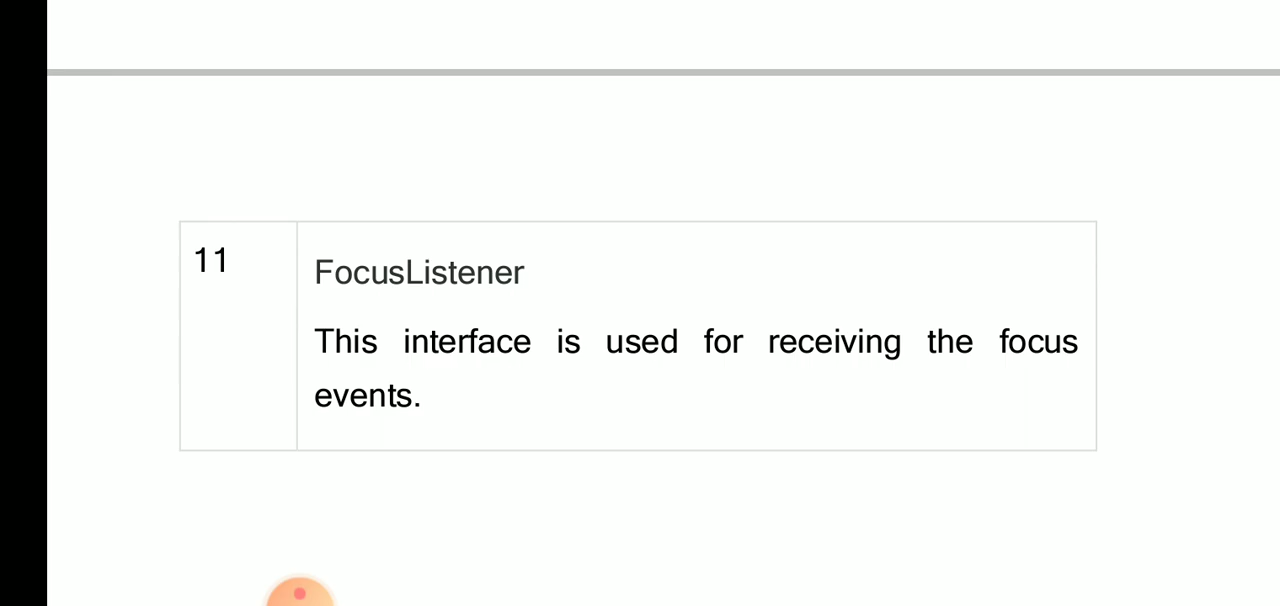 11
FocusListener
This interface is used for receiving the focus
events.